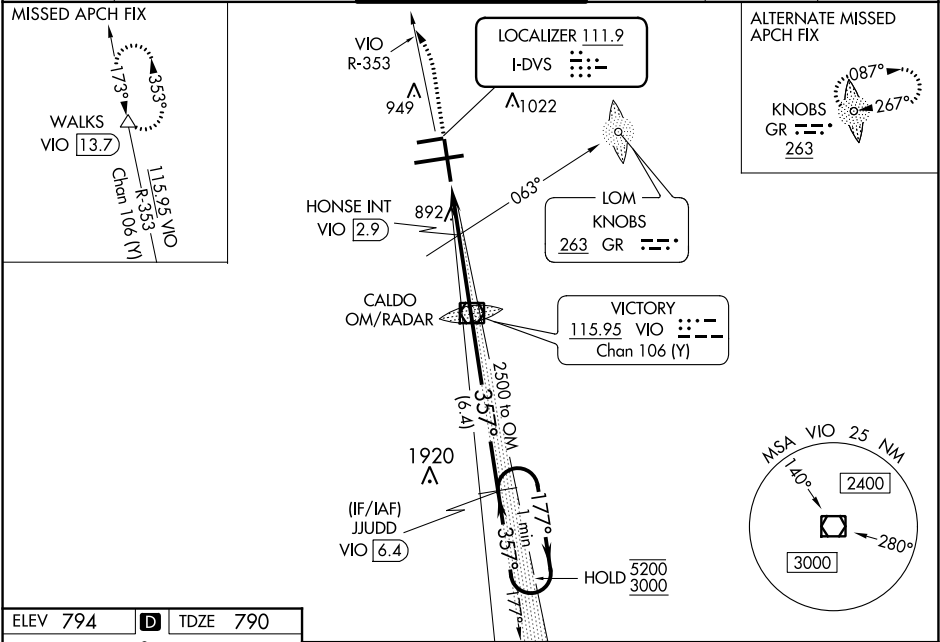 MISSED APCH FIX
173°
353°
WALKS
VIO 13.7
115.95 VIO
R-353
Chan 106 (Y)
VIO
R-353
949
LOCALIZER 111.9
I-DVS
1022
063°
HONSE INT
VIO 2.9
892
LOM
KNOBS
263 GR
CALDO
OM/RADAR
VICTORY
115.95 VIO
Chan 106 (Y)
2500 to OM
357°
(6.4)
1920
(IF/IAF)
JJUDD
VIO 6.4
177°
1 min
357°
177°
HOLD 5200
3000
ALTERNATE MISSED
APCH FIX
087°
267°
KNOBS
GR
263
MSA VIO 25 NM
140°
2400
280°
3000
ELEV 794 D TDZE 790